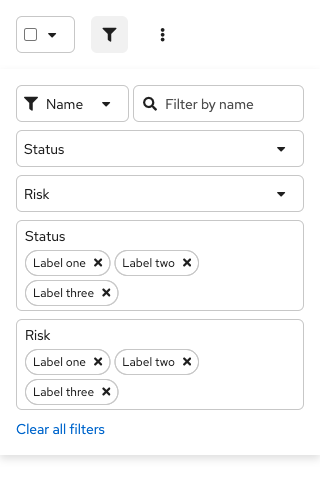 Name
Filter by name
Status
Risk
Status
Label one
Label two
Label three
Risk
Label one
Label two
Label three
Clear all filters